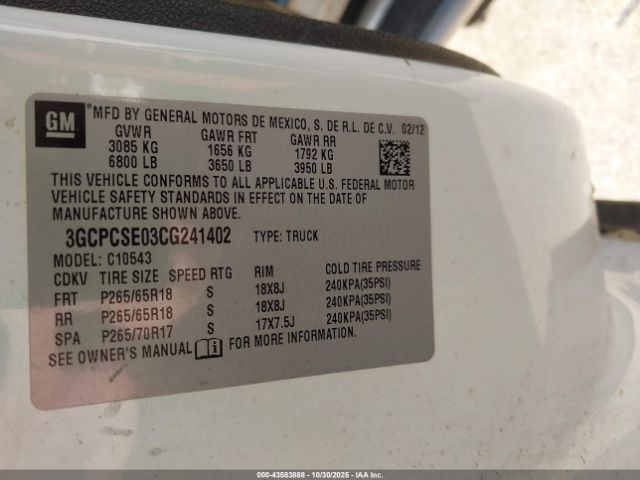 GM
®MFD BY GENERAL MOTORS DE MEXICO, S. DE R.L. DE C.V. 02/12
GVWR GAWR FRT GAWR RR
3085 KG 1656 KG 1792 KG
6800 LB 3650 LB 3950 LB
THIS VEHICLE CONFORMS TO ALL APPLICABLE U.S. FEDERAL MOTOR
VEHICLE SAFETY STANDARDS IN EFFECT ON THE DATE OF
MANUFACTURE SHOWN ABOVE.
3GCPCSE03CG241402 TYPE: TRUCK
MODEL: C10543
CDKV TIRE SIZE SPEED RTG RIM COLD TIRE PRESSURE
FRT P265/65R18 S 18X8J 240KPA(35PSI)
RR P265/65R18 S 18X8J 240KPA(35PSI)
SPA P265/70R17 S 17X7.5J 240KPA(35PSI)
SEE OWNER'S MANUAL FOR MORE INFORMATION.
000-43583888 - 10/30/2025 - IAA Inc.